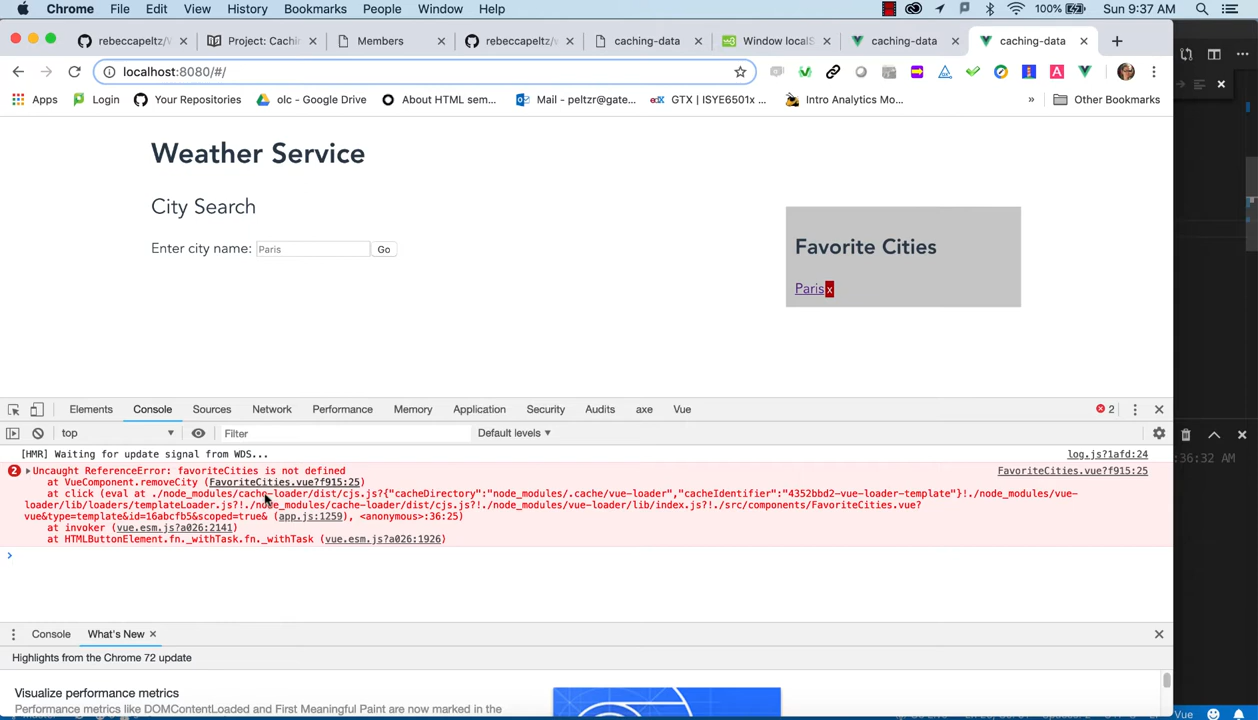 Chrome File Edit View History Bookmarks People Window Help 100% Sun 9:37 AM
rebeccapeltz/v × Project: Cachin × Members × rebeccapeltz/v × caching-data × Window localS × caching-data × caching-data × +
localhost:8080/#/
Apps Login Your Repositories olc - Google Drive About HTML sem... Mail - peltzr@gate... edX GTX | ISYE6501x ... Intro Analytics Mo... » Other Bookmarks
Weather Service
City Search
Enter city name: Paris Go
Favorite Cities
Paris x
Elements Console Sources Network Performance Memory Application Security Audits axe Vue 2
top Filter Default levels ▼
[HMR] Waiting for update signal from WDS... log.js?1afd:24
2 Uncaught ReferenceError: favoriteCities is not defined FavoriteCities.vue?f915:25
at VueComponent.removeCity (FavoriteCities.vue?f915:25)
at click (eval at ./node_modules/cache-loader/dist/cjs.js?{"cacheDirectory":"node_modules/.cache/vue-loader","cacheIdentifier":"4352bbd2-vue-loader-template"}!./node_modules/vue-
loader/lib/loaders/templateLoader.js?!./node_modules/cache-loader/dist/cjs.js?!./node_modules/vue-loader/lib/index.js?!./src/components/FavoriteCities.vue?
vue&type=template&id=16abcfb5&scoped=true& (app.js:1259), <anonymous>:36:25)
at invoker (vue.esm.js?a026:2141)
at HTMLButtonElement.fn._withTask.fn._withTask (vue.esm.js?a026:1926)
:36:32 AM
Console What's New ×
Highlights from the Chrome 72 update
Visualize performance metrics
Performance metrics like DOMContentLoaded and First Meaningful Paint are now marked in the
Vue